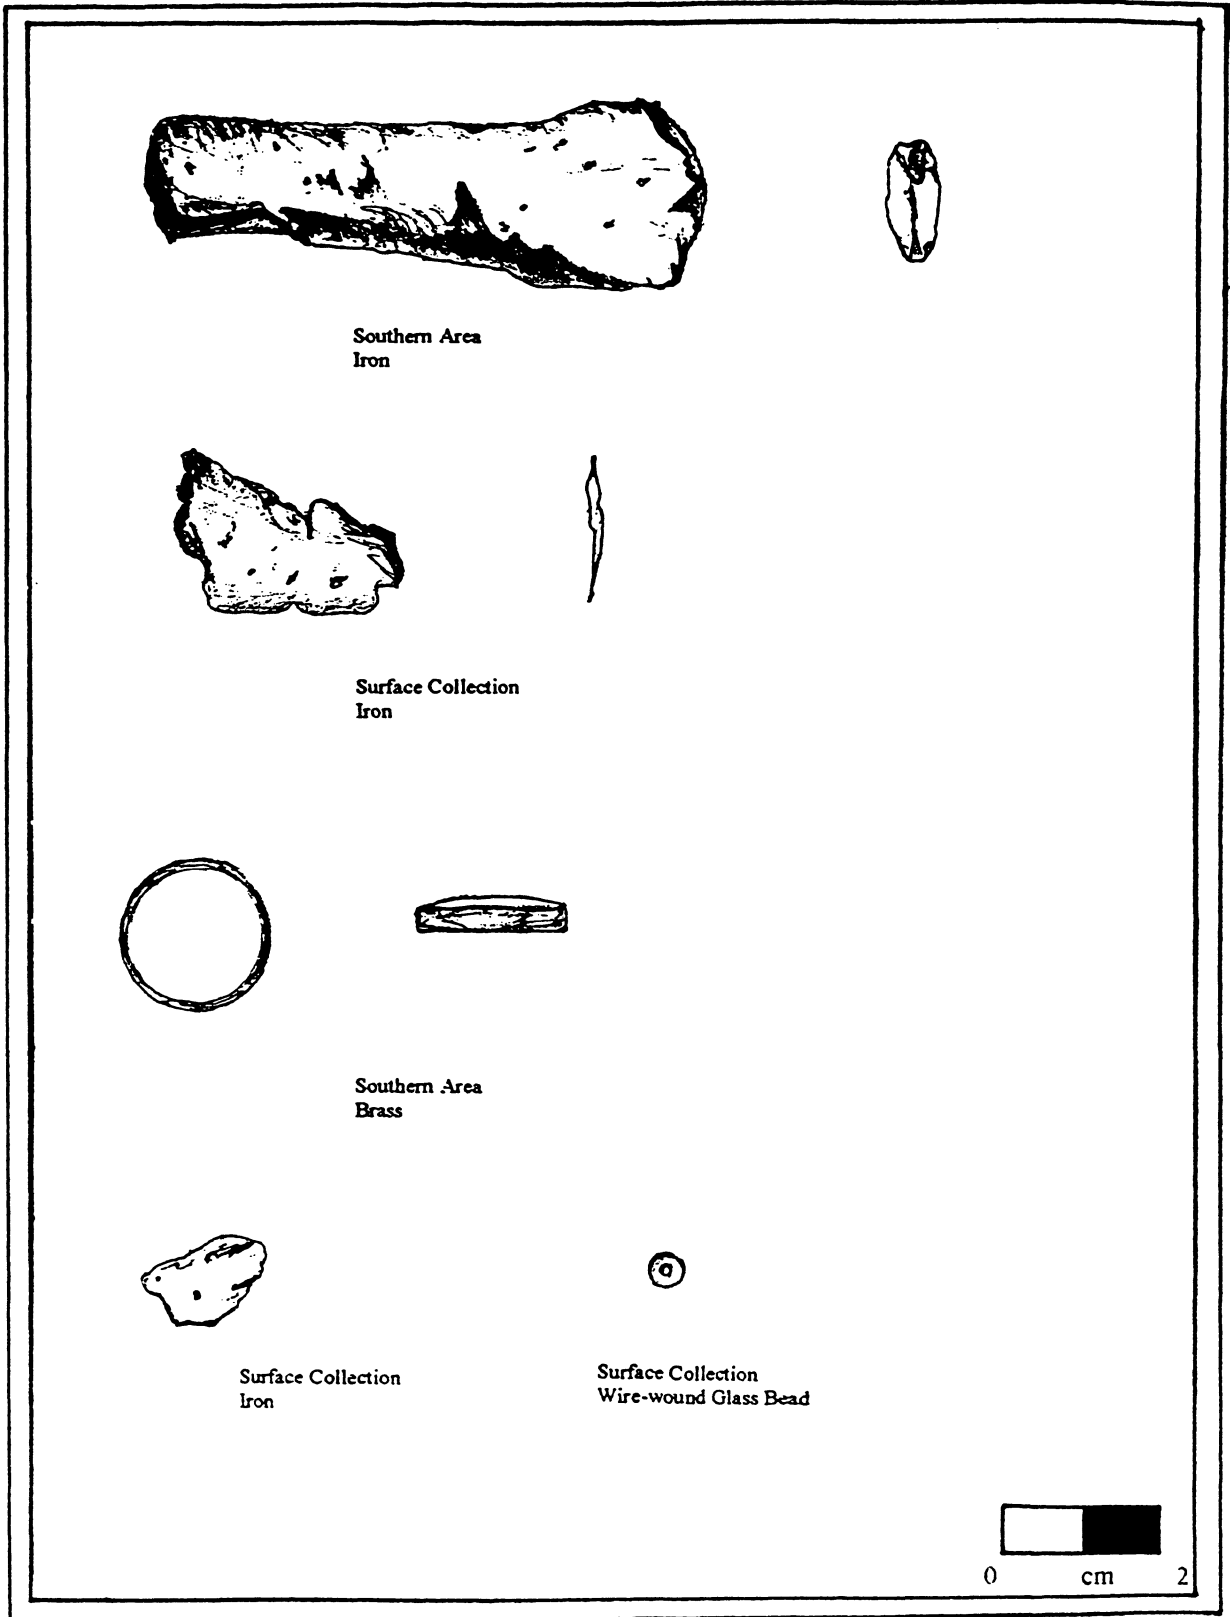 Southern Area
Iron
Surface Collection
Iron
Southern Area
Brass
Surface Collection
Iron
Surface Collection
Wire-wound Glass Bead
0 cm 2